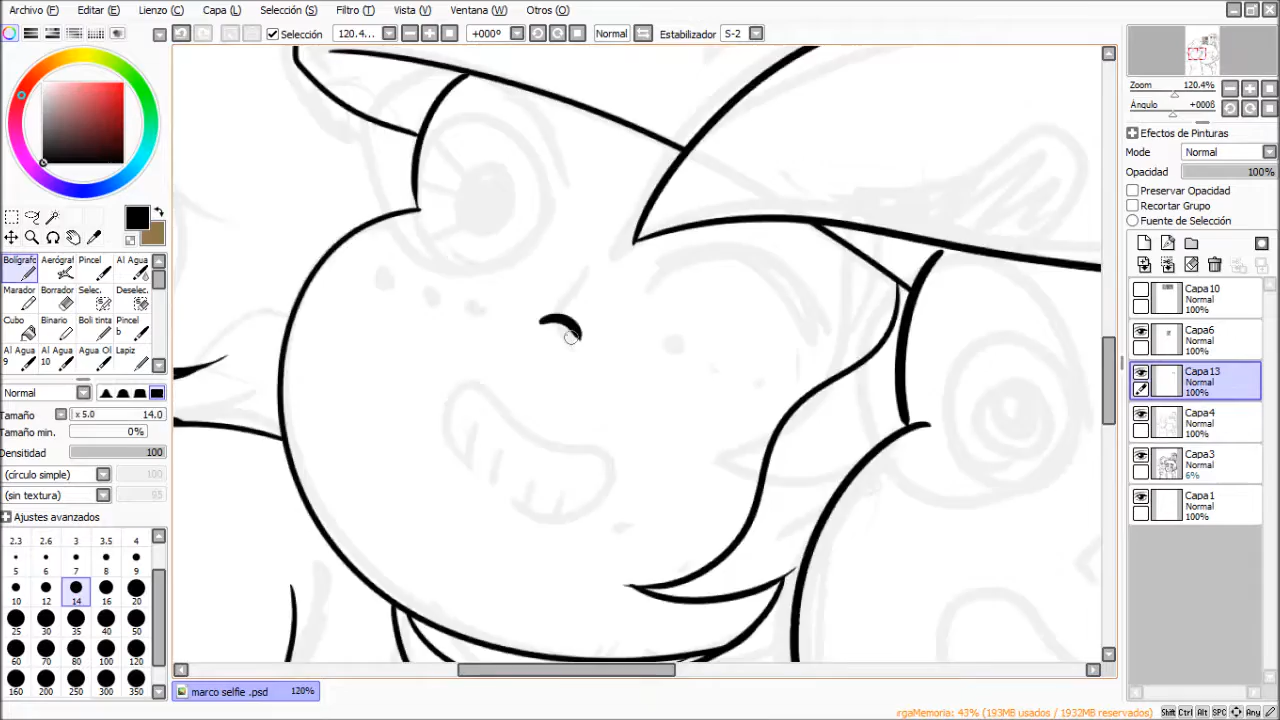 Archivo (F) Editar (E) Lienzo (C) Capa (L) Selección (S) Filtro (T) Vista (V) Ventana (W) Otros (O)
Selección 120.4... +000º Normal Estabilizador S-2
Zoom 120.4%
Ángulo +000ß
Efectos de Pinturas
Modo Normal
Opacidad 100%
Preservar Opacidad
Recortar Grupo
Fuente de Selección
Bolígrafo Aerógraf Pincel Al Agua
Marador Borrador Selec. Deselec.
Cubo Binario Boli tinta Pincel b
Al Agua 9 Al Agua 10 Agua Ol Lapiz
Normal
Tamaño x 5.0 14.0
Tamaño min. 0%
Densidad 100
(círculo simple) 100
(sin textura) 95
Ajustes avanzados
2.3 2.6 3 3.5 4
5 6 7 8 9
10 12 14 16 20
25 30 35 40 50
60 70 80 100 120
160 200 250 300 350
Capa10
Normal
100%
Capa6
Normal
100%
Capa13
Normal
100%
Capa4
Normal
100%
Capa3
Normal
6%
Capa1
Normal
100%
marco selfie .psd 120%
rgaMemoria: 43% (193MB usados / 1932MB reservados)
Shift Ctrl Alt SPC Any